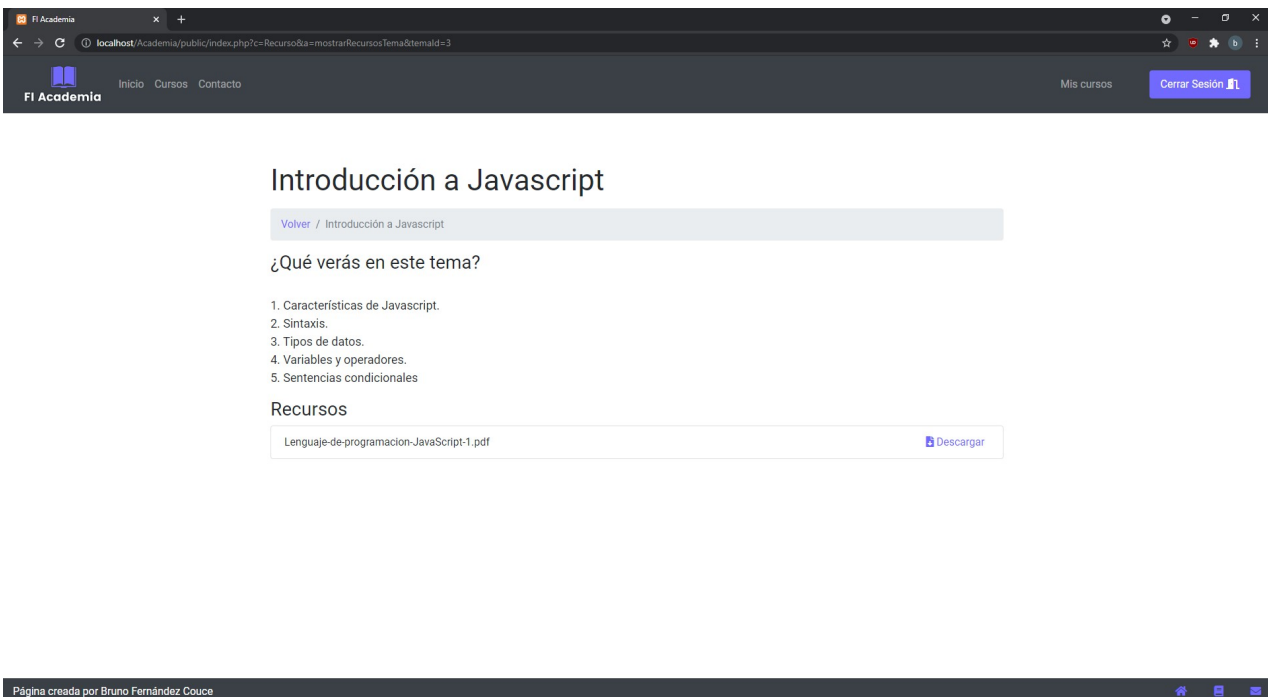 FI Academia
localhost/Academia/public/index.php?c=Recurso&a=mostrarRecursosTema&temaId=3
FI Academia
Inicio Cursos Contacto
Mis cursos
Cerrar Sesión
Introducción a Javascript
Volver / Introducción a Javascript
¿Qué verás en este tema?
1. Características de Javascript.
2. Sintaxis.
3. Tipos de datos.
4. Variables y operadores.
5. Sentencias condicionales
Recursos
Lenguaje-de-programacion-JavaScript-1.pdf Descargar
Página creada por Bruno Fernández Couce